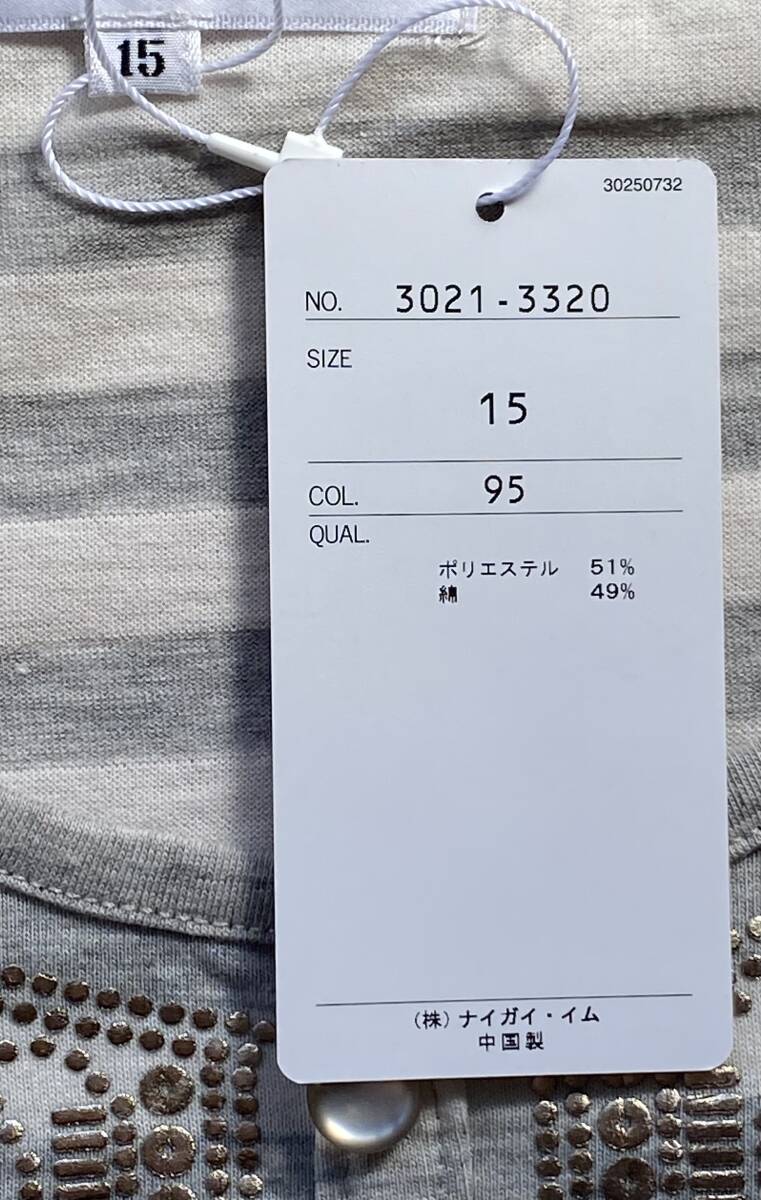 15
30250732
NO. 3021-3320
SIZE
15
COL. 95
QUAL.
ポリエステル 51%
綿 49%
(株)ナイガイ・イム
中国製